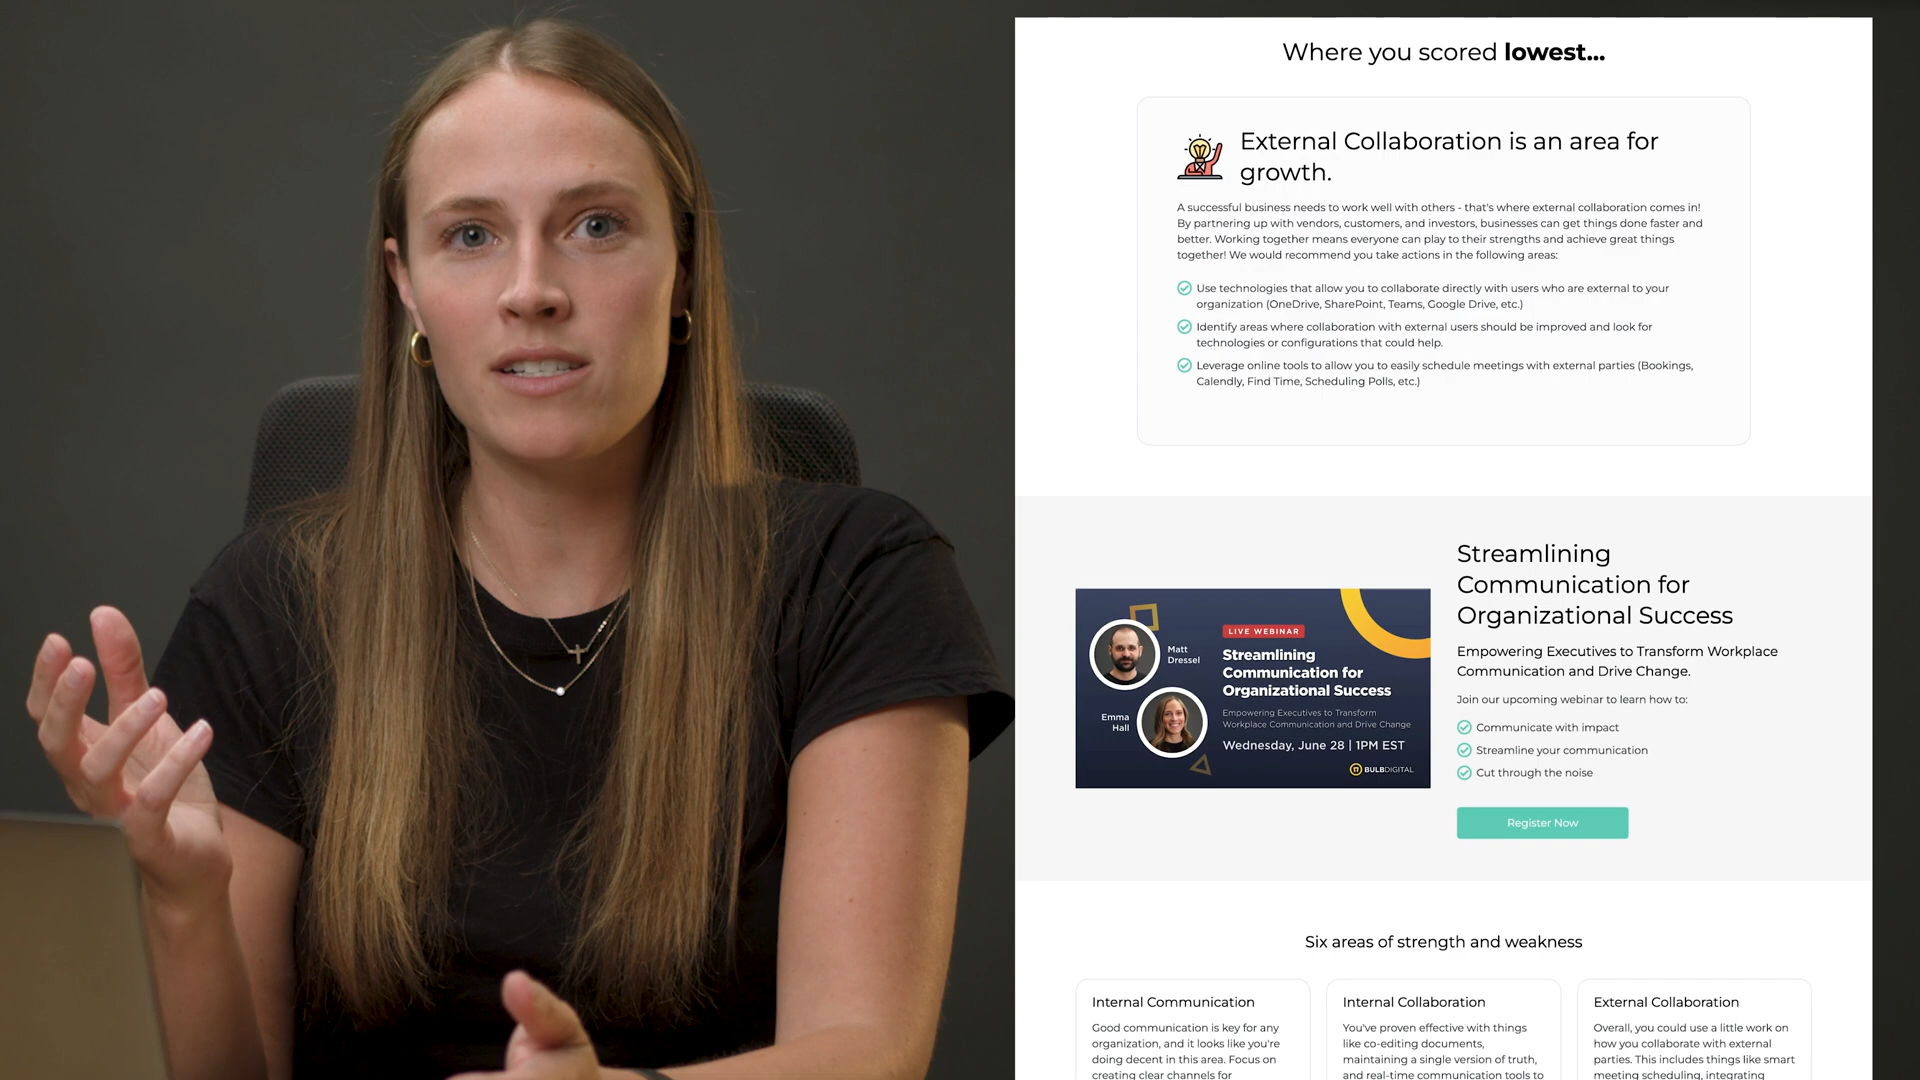 Where you scored lowest...
External Collaboration is an area for
growth.
A successful business needs to work well with others - that's where external collaboration comes in!
By partnering up with vendors, customers, and investors, businesses can get things done faster and
better. Working together means everyone can play to their strengths and achieve great things
together! We would recommend you take actions in the following areas:
Use technologies that allow you to collaborate directly with users who are external to your
organization (OneDrive, SharePoint, Teams, Google Drive, etc.)
Identify areas where collaboration with external users should be improved and look for
technologies or configurations that could help.
Leverage online tools to allow you to easily schedule meetings with external parties (Bookings,
Calendly, Find Time, Scheduling Polls, etc.)
Matt
Dressel
Emma
Hall
LIVE WEBINAR
Streamlining
Communication for
Organizational Success
Empowering Executives to Transform
Workplace Communication and Drive Change
Wednesday, June 28 | 1PM EST
BULBDIGITAL
Streamlining
Communication for
Organizational Success
Empowering Executives to Transform Workplace
Communication and Drive Change.
Join our upcoming webinar to learn how to:
Communicate with impact
Streamline your communication
Cut through the noise
Register Now
Six areas of strength and weakness
Internal Communication
Good communication is key for any
organization, and it looks like you're
doing decent in this area. Focus on
creating clear channels for
Internal Collaboration
You've proven effective with things
like co-editing documents,
maintaining a single version of truth,
and real-time communication tools to
External Collaboration
Overall, you could use a little work on
how you collaborate with external
parties. This includes things like smart
meeting scheduling, integrating